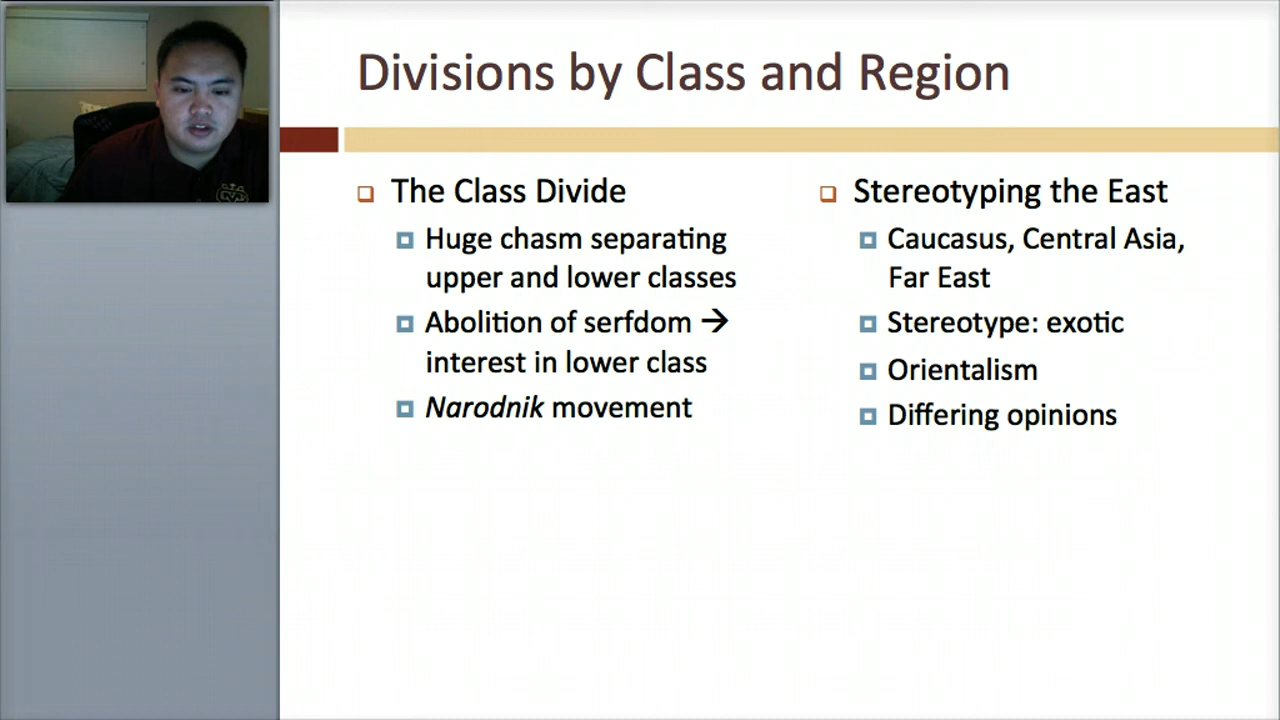 Divisions by Class and Region
The Class Divide
Huge chasm separating
upper and lower classes
Abolition of serfdom →
interest in lower class
Narodnik movement
Stereotyping the East
Caucasus, Central Asia,
Far East
Stereotype: exotic
Orientalism
Differing opinions